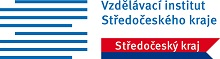 Vzdělávací institut
Středočeského kraje
Středočeský kraj